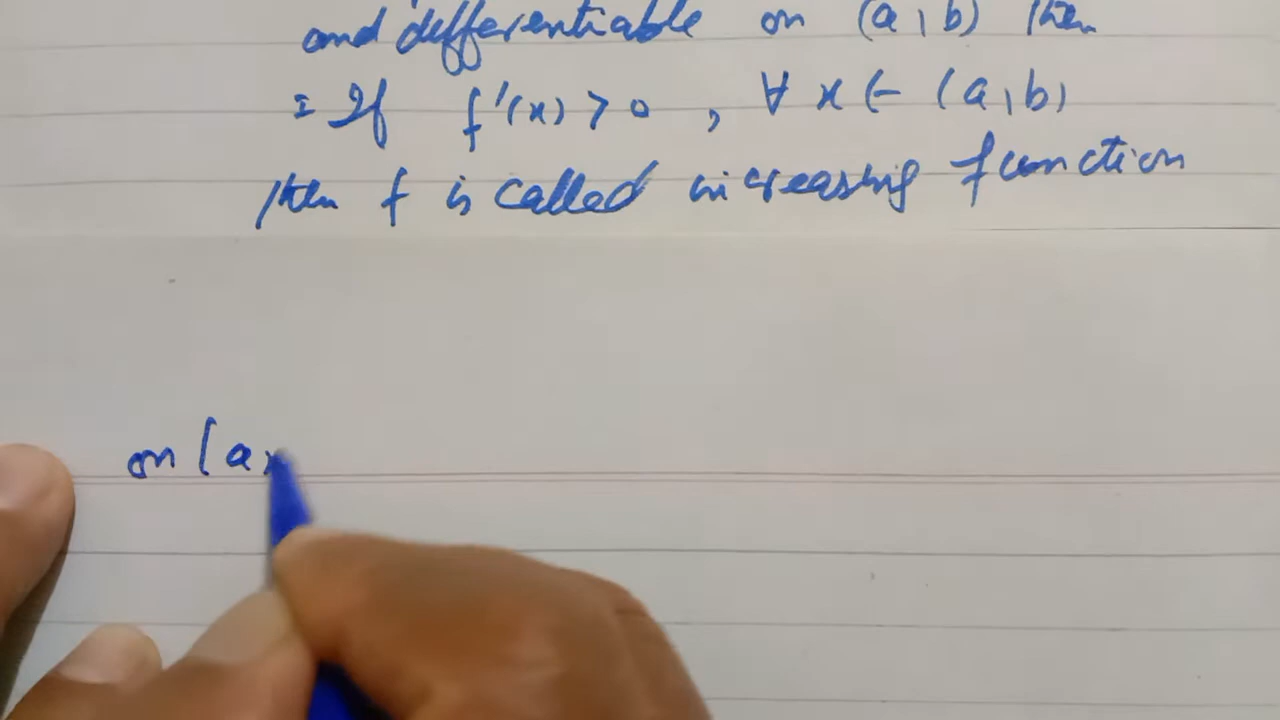 and differentiable on (a,b) then
= If f'(x) > 0 , ∀ x ∈ (a,b)
then f is called increasing function
on (a,